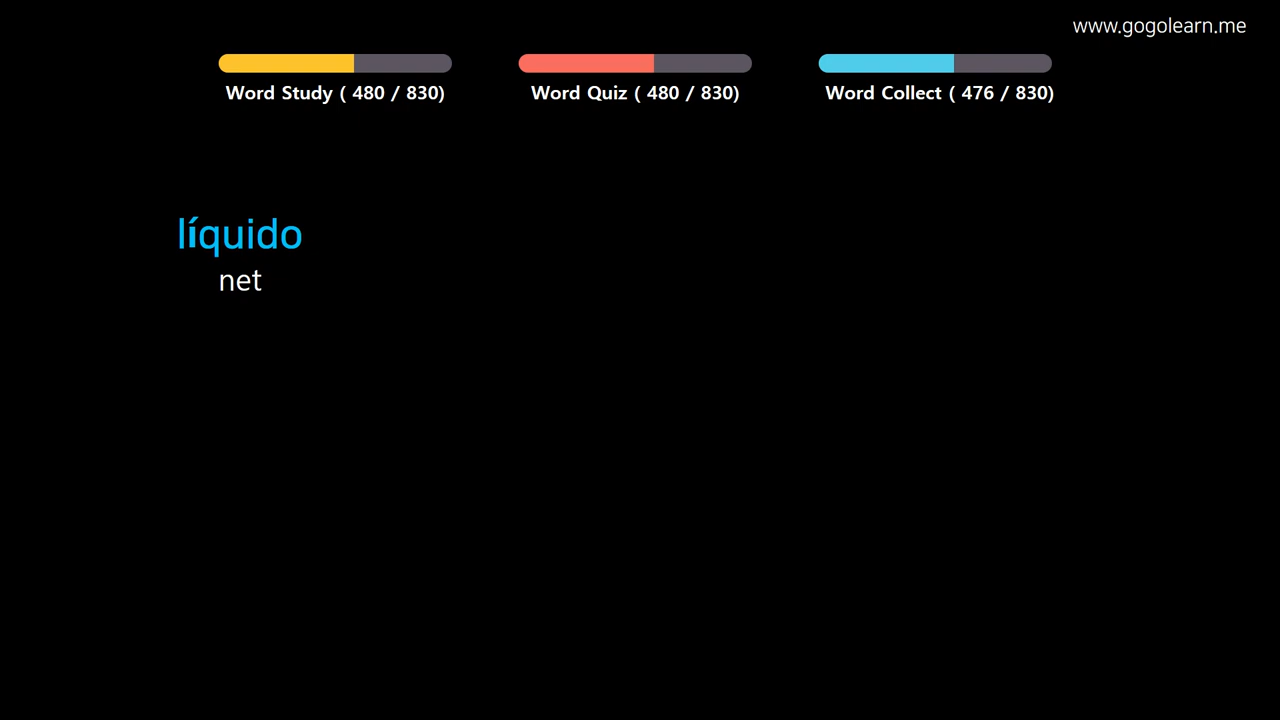 www.gogolearn.me
Word Study ( 480 / 830)
Word Quiz ( 480 / 830)
Word Collect ( 476 / 830)
líquido
net